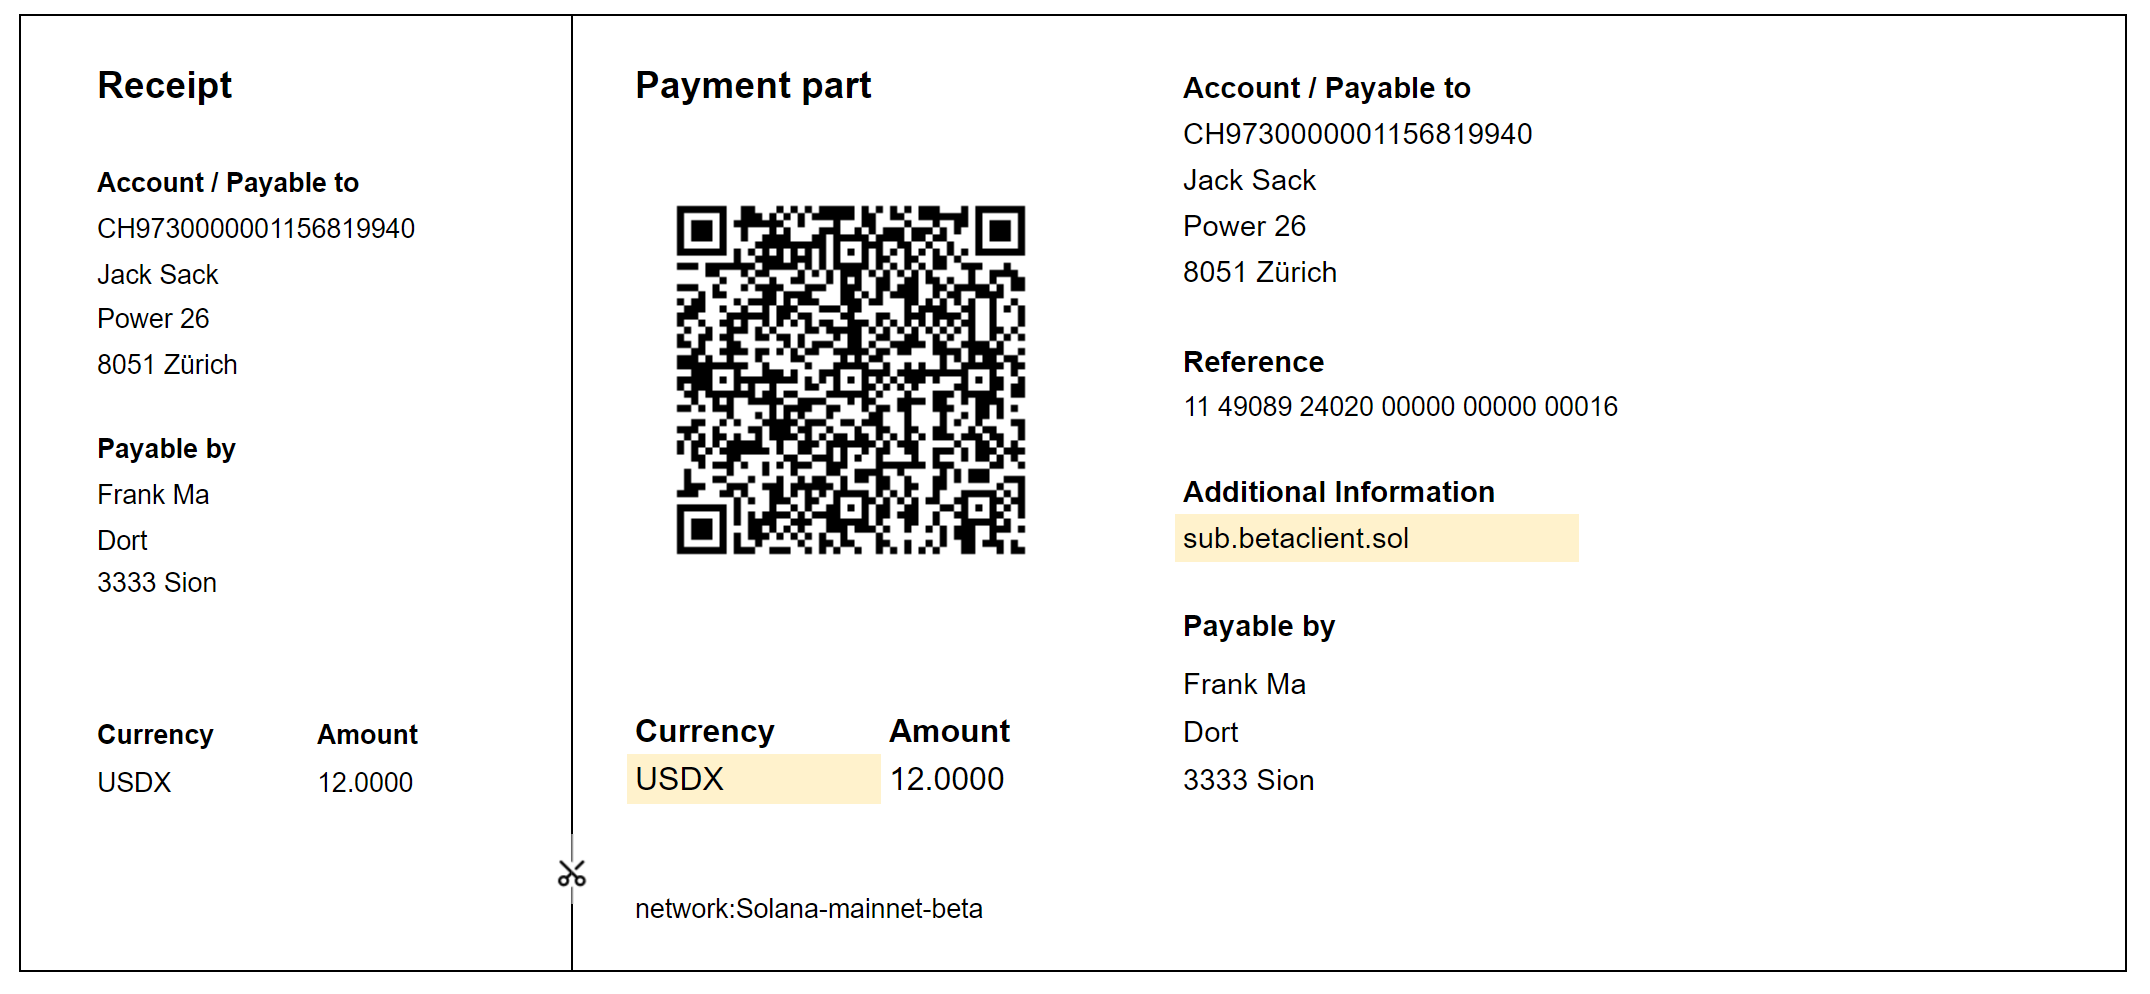 Receipt
Account / Payable to
CH9730000001156819940
Jack Sack
Power 26
8051 Zürich
Payable by
Frank Ma
Dort
3333 Sion
Currency Amount
USDX 12.0000
Payment part
Currency Amount
USDX 12.0000
network:Solana-mainnet-beta
Account / Payable to
CH9730000001156819940
Jack Sack
Power 26
8051 Zürich
Reference
11 49089 24020 00000 00000 00016
Additional Information
sub.betaclient.sol
Payable by
Frank Ma
Dort
3333 Sion